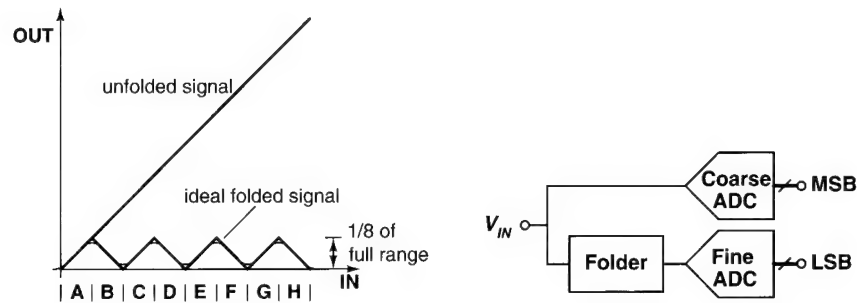 OUT
unfolded signal
ideal folded signal
1/8 of
full range
IN
| A | B | C | D | E | F | G | H |
Coarse
ADC
MSB
V_IN
Folder
Fine
ADC
LSB